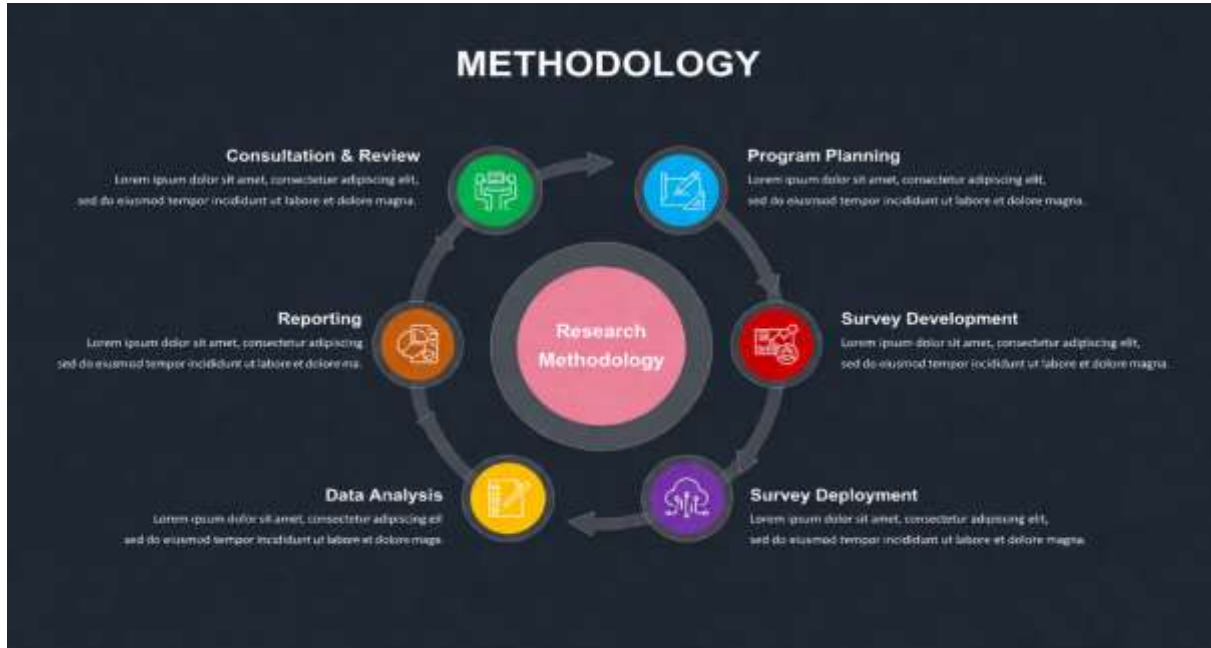 METHODOLOGY
Consultation & Review
Lorem ipsum dolor sit amet, consectetur adipiscing elit,
sed do eiusmod tempor incididunt ut labore et dolore magna.
Program Planning
Lorem ipsum dolor sit amet, consectetur adipiscing elit,
sed do eiusmod tempor incididunt ut labore et dolore magna.
Reporting
Lorem ipsum dolor sit amet, consectetur adipiscing
sed do eiusmod tempor incididunt ut labore et dolore ma.
Research
Methodology
Survey Development
Lorem ipsum dolor sit amet, consectetur adipiscing elit,
sed do eiusmod tempor incididunt ut labore et dolore magna.
Data Analysis
Lorem ipsum dolor sit amet, consectetur adipiscing elit
sed do eiusmod tempor incididunt ut labore et dolore mage.
Survey Deployment
Lorem ipsum dolor sit amet, consectetur adipiscing elit,
sed do eiusmod tempor incididunt ut labore et dolore magna.